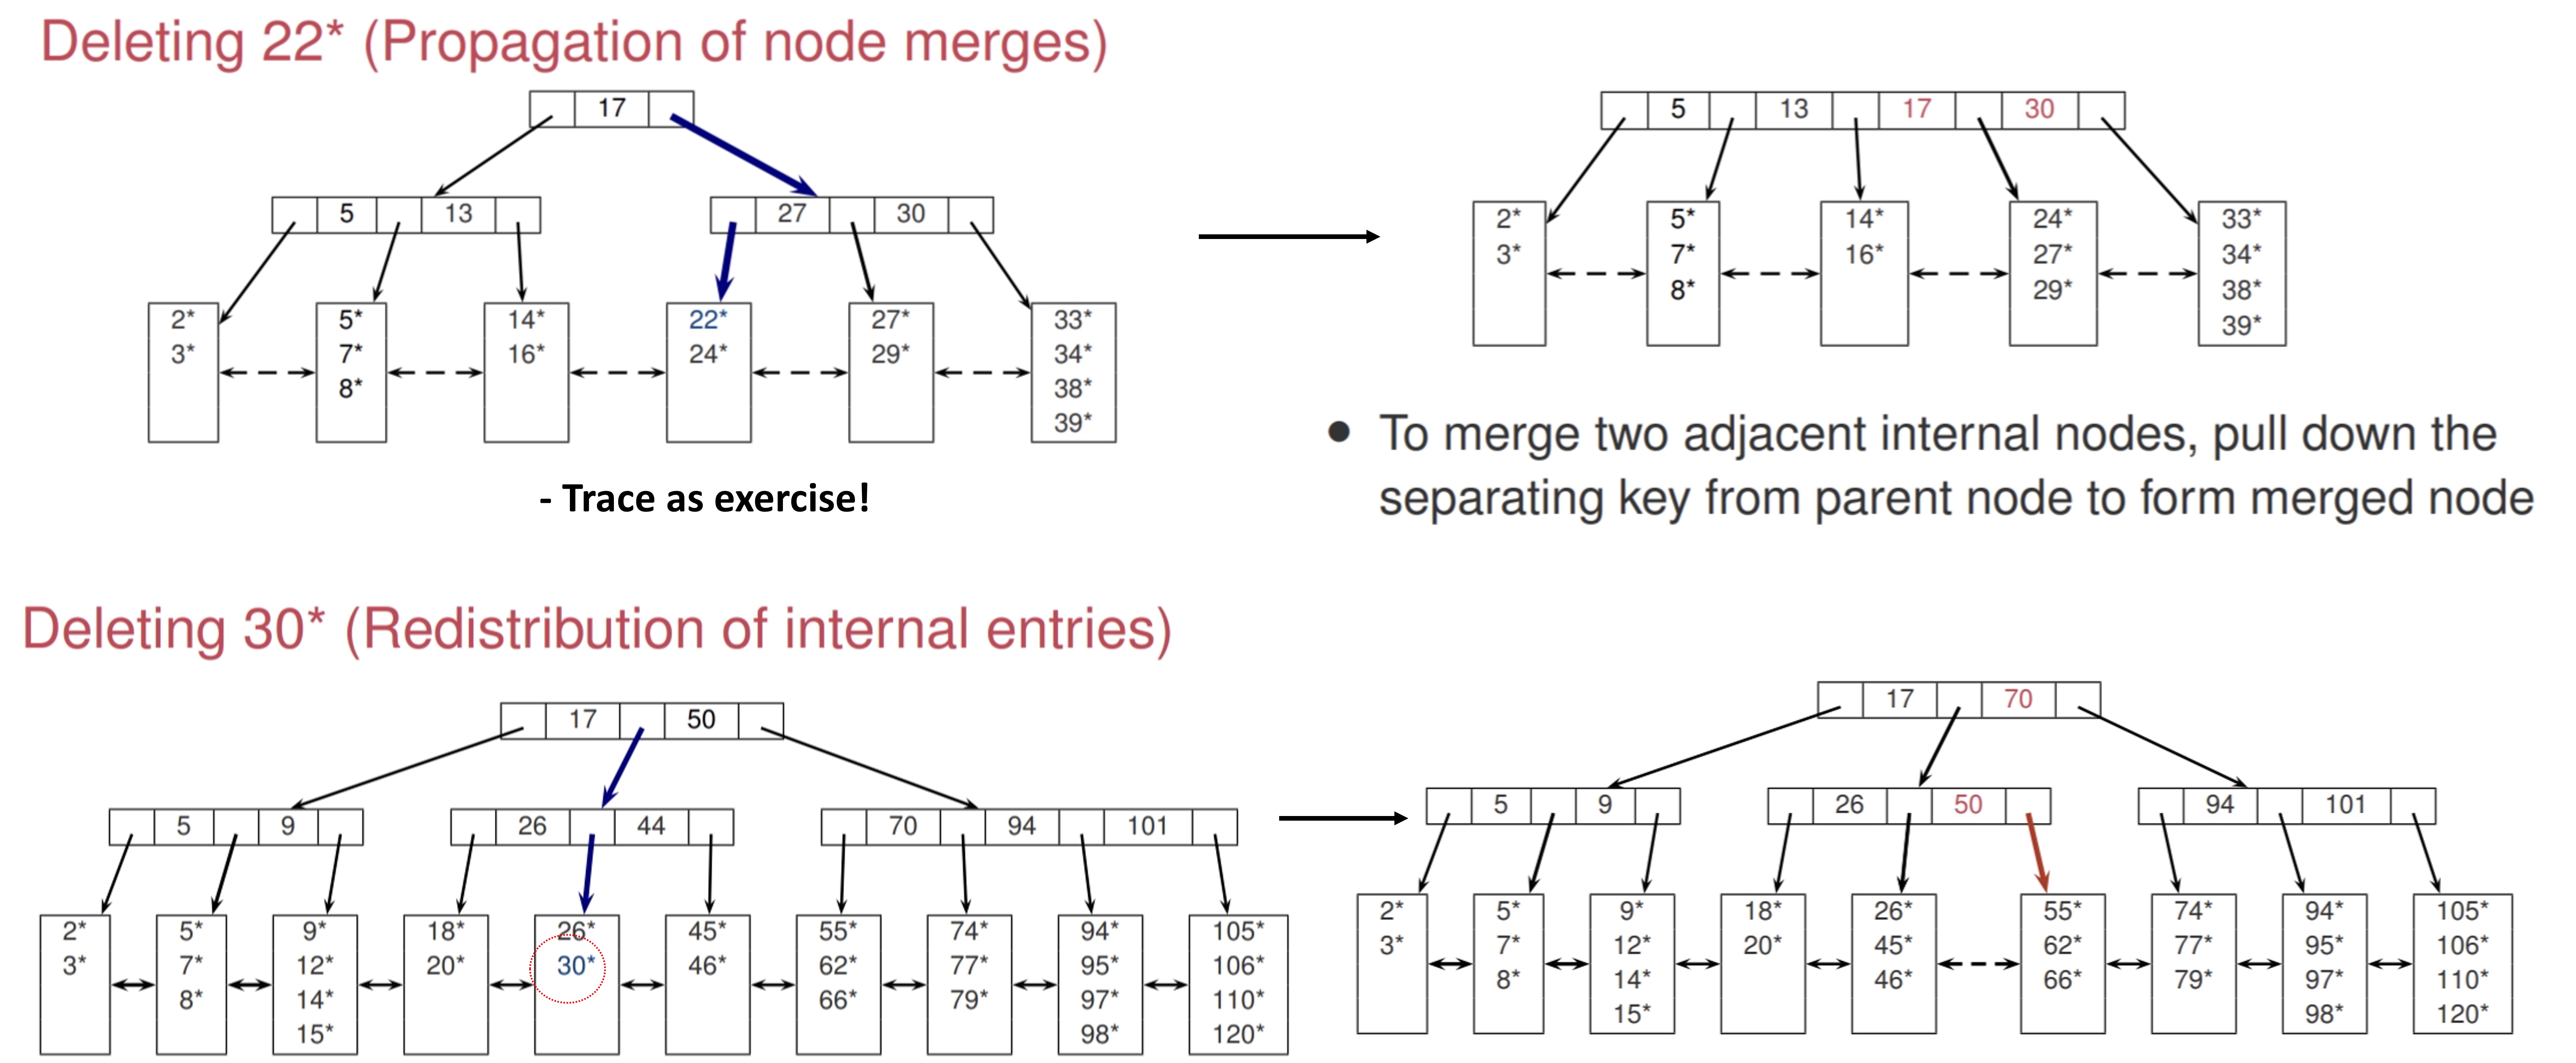 Deleting 22* (Propagation of node merges)
17
5 13
27 30
2* 5* 14* 22* 27* 33*
3* 7* 16* 24* 29* 34*
8* 38*
39*
- Trace as exercise!
5 13 17 30
2* 5* 14* 24* 33*
3* 7* 16* 27* 34*
8* 29* 38*
39*
• To merge two adjacent internal nodes, pull down the
separating key from parent node to form merged node
Deleting 30* (Redistribution of internal entries)
17 50
5 9
26 44
70 94 101
2* 5* 9* 18* 26* 45* 55* 74* 94* 105*
3* 7* 12* 20* 30* 46* 62* 77* 95* 106*
8* 14* 66* 79* 97* 110*
15* 98* 120*
17 70
5 9
26 50
94 101
2* 5* 9* 18* 26* 55* 74* 94* 105*
3* 7* 12* 20* 45* 62* 77* 95* 106*
8* 14* 46* 66* 79* 97* 110*
15* 98* 120*